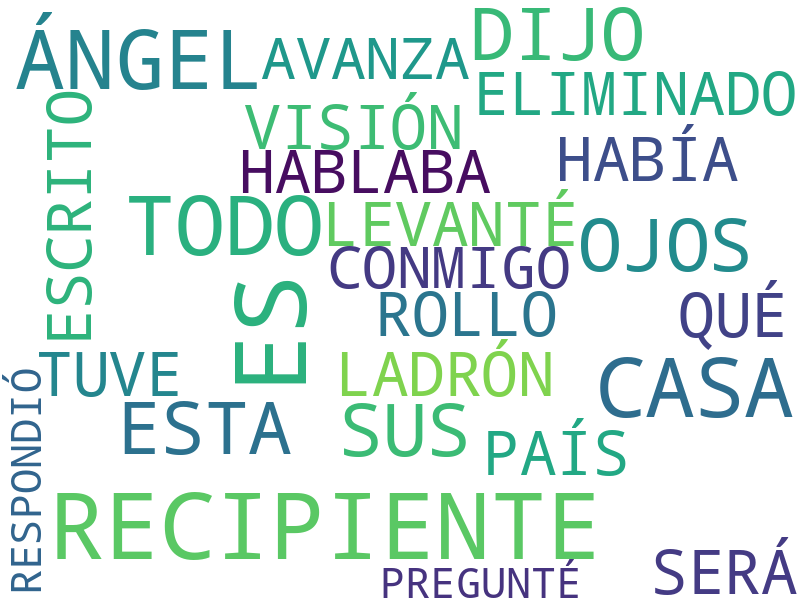 ÁNGEL
AVANZA
DIJO
ELIMINADO
VISIÓN
HABLABA
HABÍA
ESCRITO
TODO
LEVANTÉ
OJOS
CONMIGO
ES
ROLLO
QUÉ
TUVE
LADRÓN
CASA
ESTA
SUS
PAÍS
RESPONDIÓ
RECIPIENTE
PREGUNTÉ
SERÁ